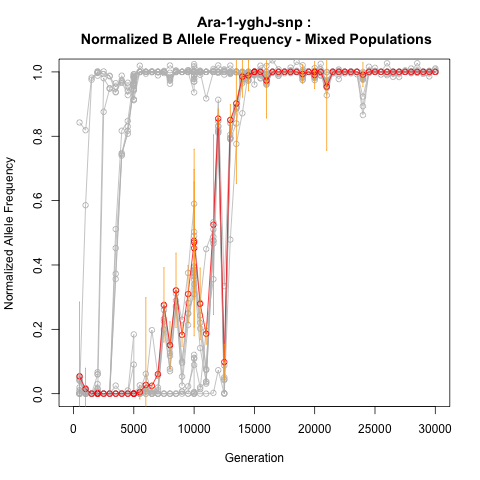 Ara-1-yghJ-snp :
Normalized B Allele Frequency - Mixed Populations
Normalized Allele Frequency
1.0
0.8
0.6
0.4
0.2
0.0
0 5000 10000 15000 20000 25000 30000
Generation